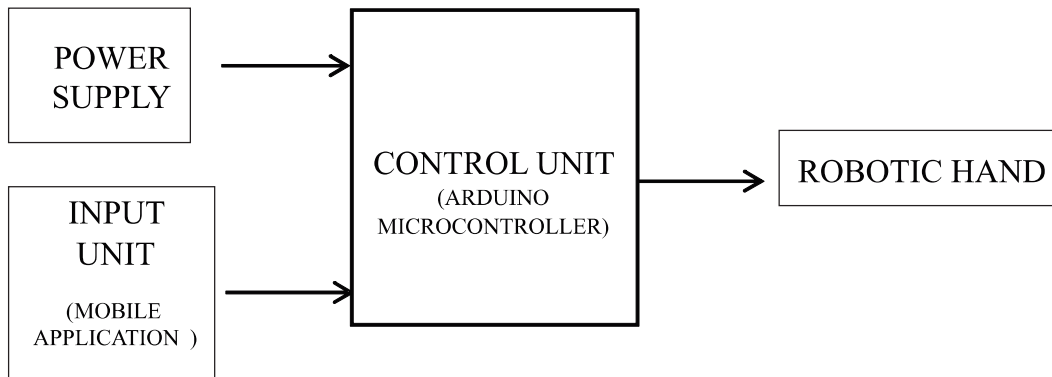 POWER
SUPPLY
INPUT
UNIT
(MOBILE
APPLICATION )
CONTROL UNIT
(ARDUINO
MICROCONTROLLER)
ROBOTIC HAND